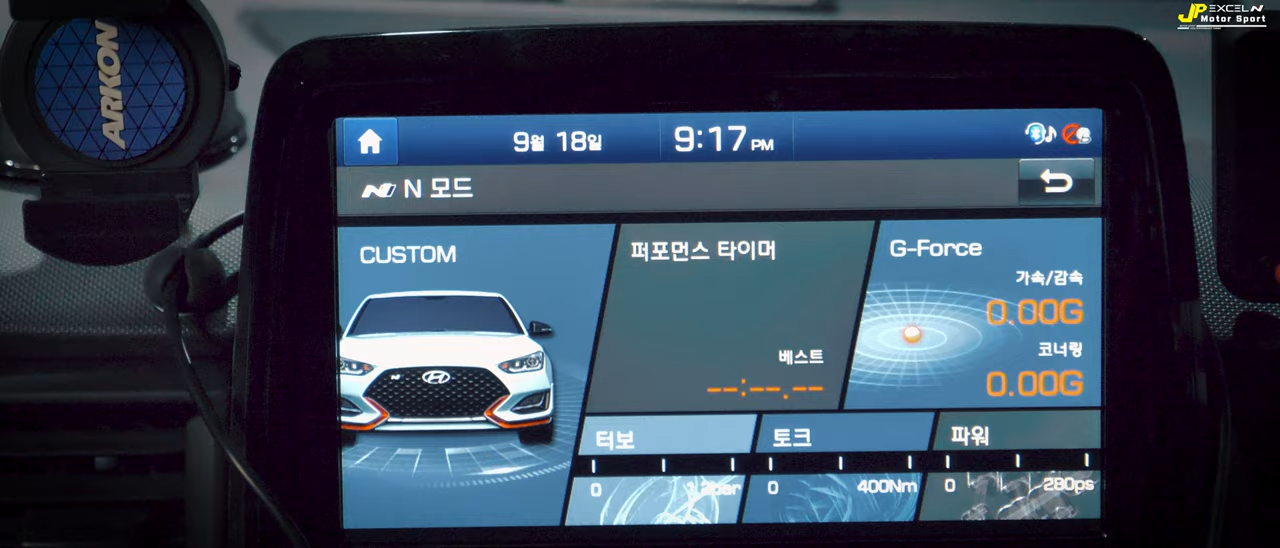 JP EXCEL N
Motor Sport
ARKON
9월 18일
9:17 PM
N N 모드
CUSTOM
퍼포먼스 타이머
베스트
--:--.--
G-Force
가속/감속
0.00G
코너링
0.00G
터보
0
토크
0 400Nm
파워
0 280ps